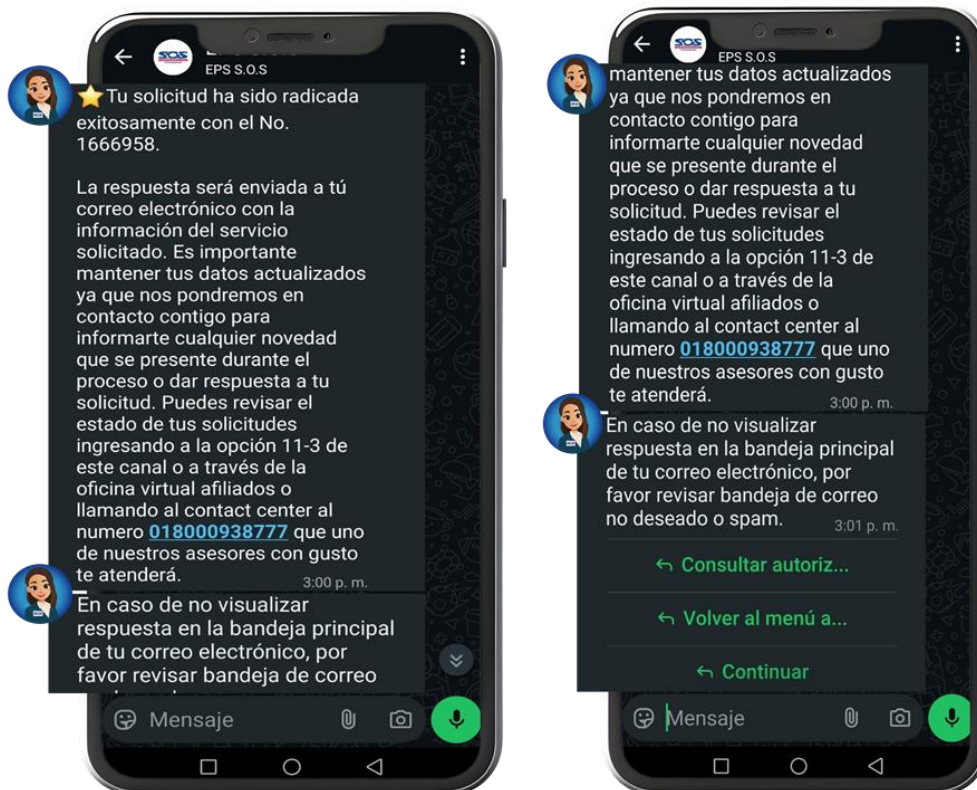 SOS
EPS S.O.S
Tu solicitud ha sido radicada
exitosamente con el No.
1666958.
La respuesta será enviada a tú
correo electrónico con la
información del servicio
solicitado. Es importante
mantener tus datos actualizados
ya que nos pondremos en
contacto contigo para
informarte cualquier novedad
que se presente durante el
proceso o dar respuesta a tu
solicitud. Puedes revisar el
estado de tus solicitudes
ingresando a la opción 11-3 de
este canal o a través de la
oficina virtual afiliados o
llamando al contact center al
numero 018000938777 que uno
de nuestros asesores con gusto
te atenderá.
3:00 p. m.
En caso de no visualizar
respuesta en la bandeja principal
de tu correo electrónico, por
favor revisar bandeja de correo
Mensaje
SOS
EPS S.O.S
mantener tus datos actualizados
ya que nos pondremos en
contacto contigo para
informarte cualquier novedad
que se presente durante el
proceso o dar respuesta a tu
solicitud. Puedes revisar el
estado de tus solicitudes
ingresando a la opción 11-3 de
este canal o a través de la
oficina virtual afiliados o
llamando al contact center al
numero 018000938777 que uno
de nuestros asesores con gusto
te atenderá.
3:00 p. m.
En caso de no visualizar
respuesta en la bandeja principal
de tu correo electrónico, por
favor revisar bandeja de correo
no deseado o spam.
3:01 p. m.
Consultar autoriz...
Volver al menú a...
Continuar
Mensaje